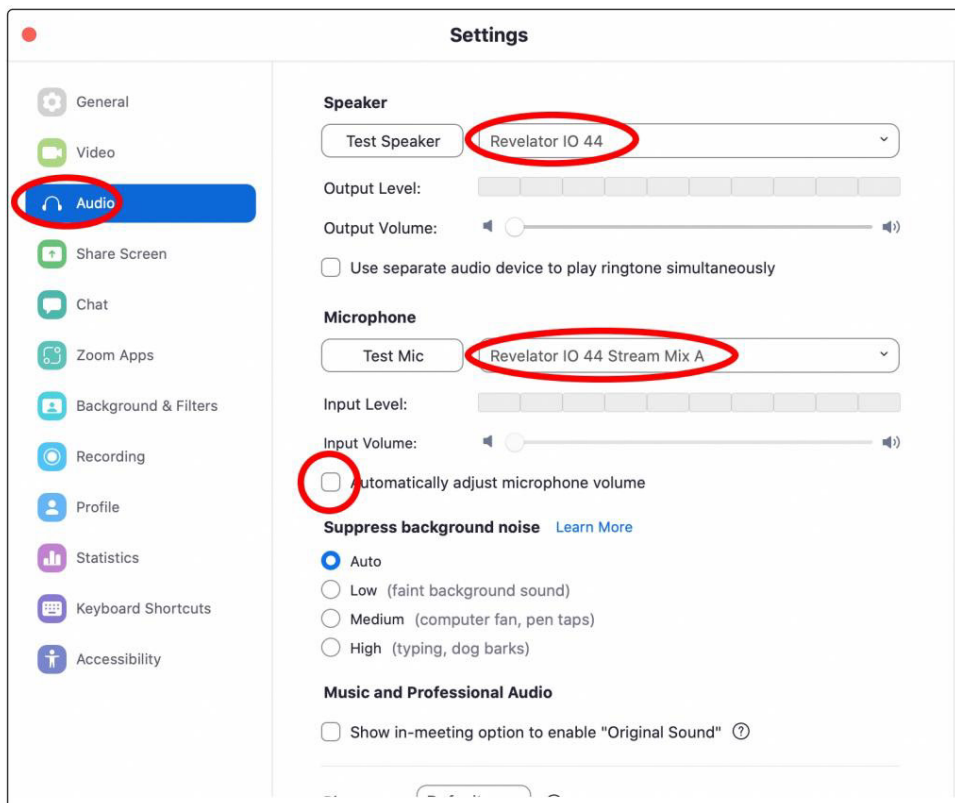 Settings
General
Video
Audio
Share Screen
Chat
Zoom Apps
Background & Filters
Recording
Profile
Statistics
Keyboard Shortcuts
Accessibility
Speaker
Test Speaker
Revelator IO 44
Output Level:
Output Volume:
Use separate audio device to play ringtone simultaneously
Microphone
Test Mic
Revelator IO 44 Stream Mix A
Input Level:
Input Volume:
Automatically adjust microphone volume
Suppress background noise Learn More
Auto
Low (faint background sound)
Medium (computer fan, pen taps)
High (typing, dog barks)
Music and Professional Audio
Show in-meeting option to enable "Original Sound" ?